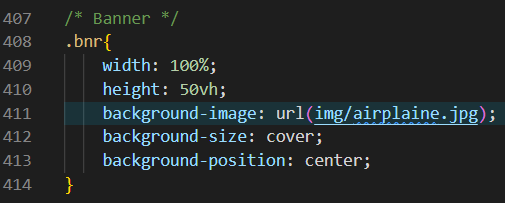 407 /* Banner */
408 .bnr{
409 width: 100%;
410 height: 50vh;
411 background-image: url(img/airplaine.jpg);
412 background-size: cover;
413 background-position: center;
414 }